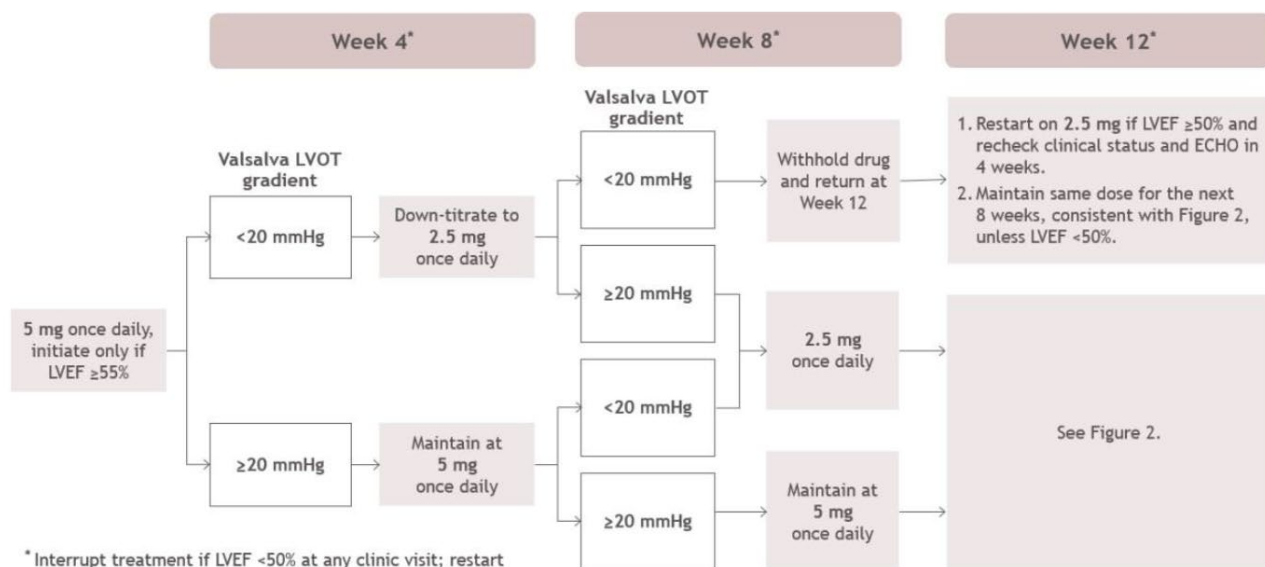 Week 4*
Week 8*
Week 12*
Valsalva LVOT
gradient
<20 mmHg
Down-titrate to
2.5 mg
once daily
5 mg once daily,
initiate only if
LVEF ≥55%
≥20 mmHg
Maintain at
5 mg
once daily
Valsalva LVOT
gradient
<20 mmHg
Withhold drug
and return at
Week 12
≥20 mmHg
<20 mmHg
2.5 mg
once daily
≥20 mmHg
Maintain at
5 mg
once daily
1. Restart on 2.5 mg if LVEF ≥50% and
recheck clinical status and ECHO in
4 weeks.
2. Maintain same dose for the next
8 weeks, consistent with Figure 2,
unless LVEF <50%.
See Figure 2.
* Interrupt treatment if LVEF <50% at any clinic visit; restart